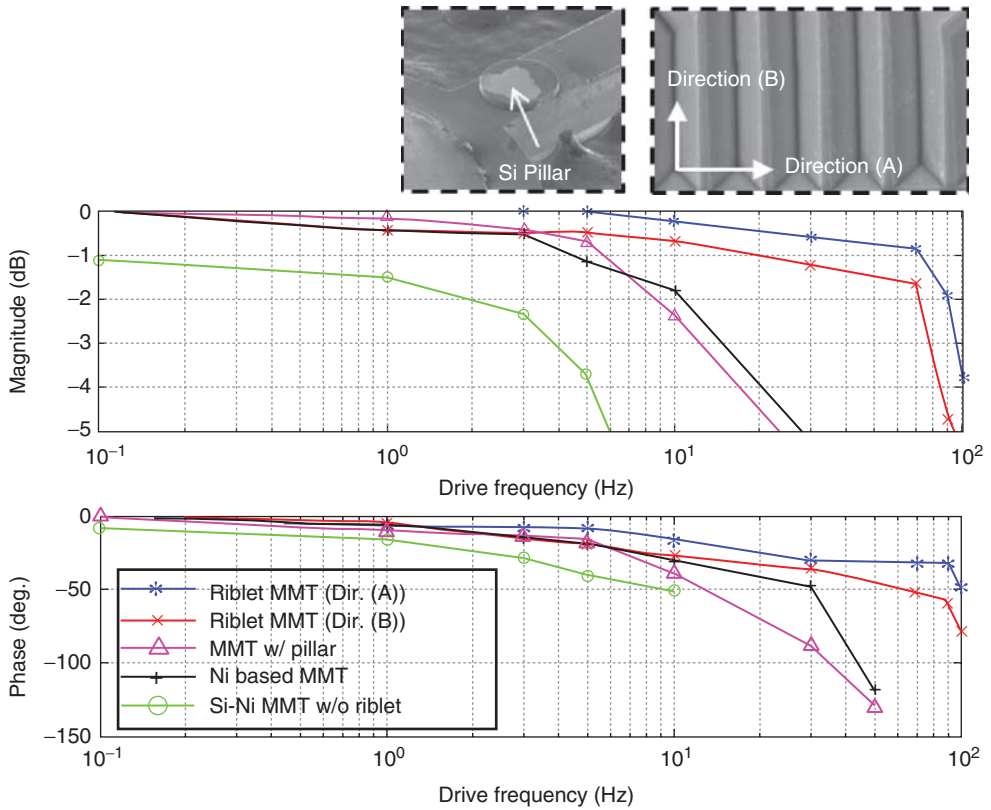 Si Pillar
Direction (B)
Direction (A)
Magnitude (dB)
0
−1
−2
−3
−4
−5
10⁻¹
10⁰
10¹
10²
Drive frequency (Hz)
Phase (deg.)
0
−50
−100
−150
Riblet MMT (Dir. (A))
Riblet MMT (Dir. (B))
MMT w/ pillar
Ni based MMT
Si-Ni MMT w/o riblet
10⁻¹
10⁰
10¹
10²
Drive frequency (Hz)